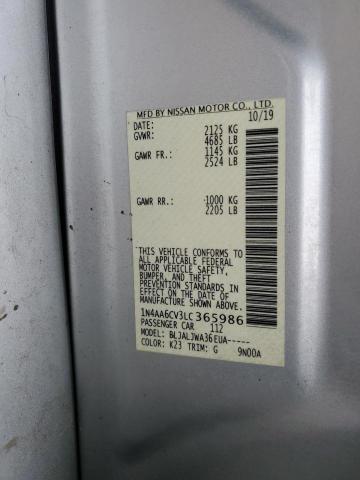 MFD BY NISSAN MOTOR CO., LTD.
DATE: 10/19
GVWR: 2125 KG
4685 LB
GAWR FR.: 1145 KG
2524 LB
GAWR RR.: 1000 KG
2205 LB
THIS VEHICLE CONFORMS TO
ALL APPLICABLE FEDERAL
MOTOR VEHICLE SAFETY,
BUMPER, AND THEFT
PREVENTION STANDARDS IN
EFFECT ON THE DATE OF
MANUFACTURE SHOWN ABOVE.
1N4AA6CV3LC365986
PASSENGER CAR 112
MODEL: BLJALJWA36EUA-----
COLOR: K23 TRIM: G 9N00A